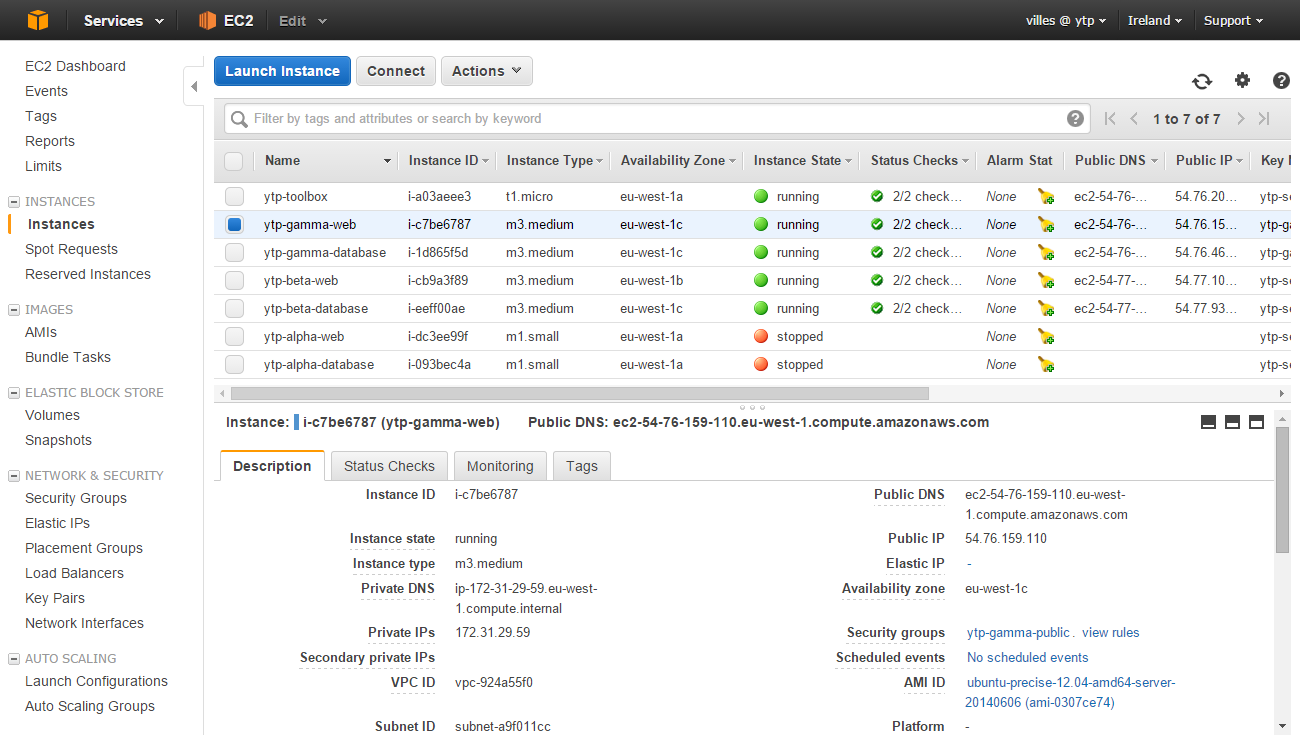 Services EC2 Edit villes @ ytp Ireland Support
EC2 Dashboard
Events
Tags
Reports
Limits
INSTANCES
Instances
Spot Requests
Reserved Instances
IMAGES
AMIs
Bundle Tasks
ELASTIC BLOCK STORE
Volumes
Snapshots
NETWORK & SECURITY
Security Groups
Elastic IPs
Placement Groups
Load Balancers
Key Pairs
Network Interfaces
AUTO SCALING
Launch Configurations
Auto Scaling Groups
Launch Instance Connect Actions
Filter by tags and attributes or search by keyword 1 to 7 of 7
Name Instance ID Instance Type Availability Zone Instance State Status Checks Alarm Stat Public DNS Public IP Key
ytp-toolbox i-a03aeee3 t1.micro eu-west-1a running 2/2 check... None ec2-54-76-... 54.76.20... ytp-s
ytp-gamma-web i-c7be6787 m3.medium eu-west-1c running 2/2 check... None ec2-54-76-... 54.76.15... ytp-g
ytp-gamma-database i-1d865f5d m3.medium eu-west-1c running 2/2 check... None ec2-54-76-... 54.76.46... ytp-g
ytp-beta-web i-cb9a3f89 m3.medium eu-west-1b running 2/2 check... None ec2-54-77-... 54.77.10... ytp-s
ytp-beta-database i-eeff00ae m3.medium eu-west-1c running 2/2 check... None ec2-54-77-... 54.77.93... ytp-s
ytp-alpha-web i-dc3ee99f m1.small eu-west-1a stopped None ytp-s
ytp-alpha-database i-093bec4a m1.small eu-west-1a stopped None ytp-s
Instance: i-c7be6787 (ytp-gamma-web) Public DNS: ec2-54-76-159-110.eu-west-1.compute.amazonaws.com
Description Status Checks Monitoring Tags
Instance ID i-c7be6787
Instance state running
Instance type m3.medium
Private DNS ip-172-31-29-59.eu-west-
1.compute.internal
Private IPs 172.31.29.59
Secondary private IPs
VPC ID vpc-924a55f0
Subnet ID subnet-a9f011cc
Public DNS ec2-54-76-159-110.eu-west-
1.compute.amazonaws.com
Public IP 54.76.159.110
Elastic IP -
Availability zone eu-west-1c
Security groups ytp-gamma-public . view rules
Scheduled events No scheduled events
AMI ID ubuntu-precise-12.04-amd64-server-
20140606 (ami-0307ce74)
Platform -